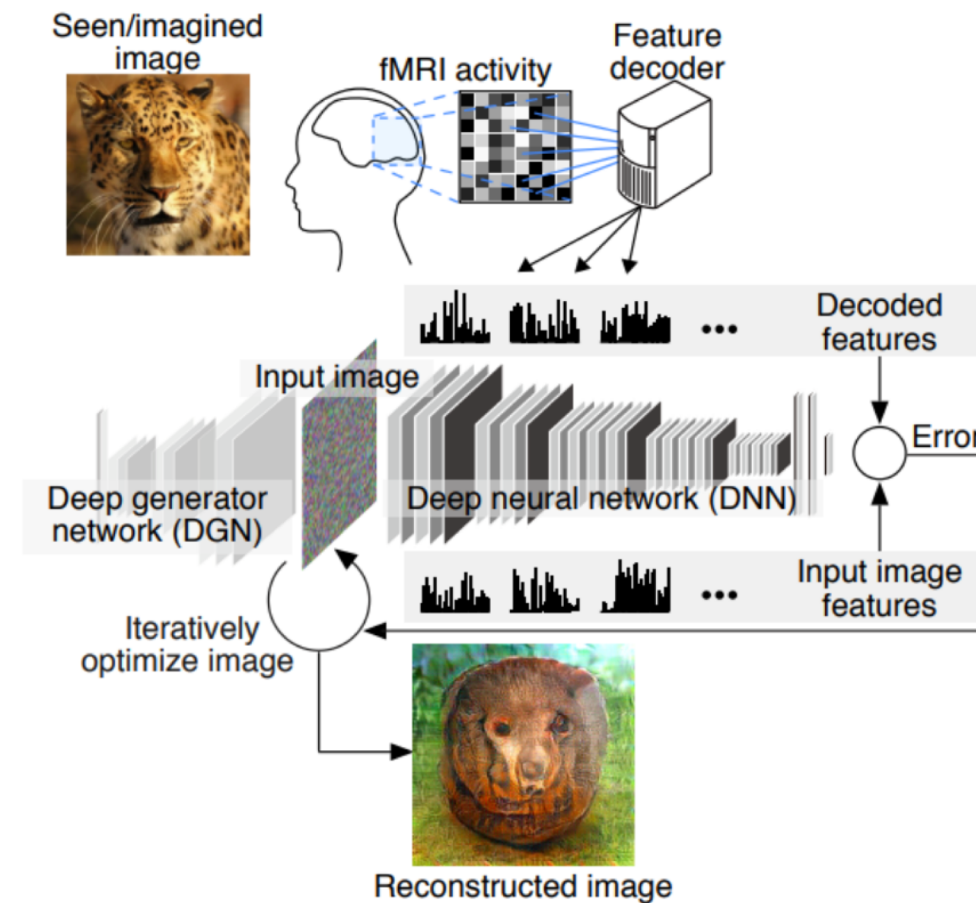 Seen/imagined
image
fMRI activity
Feature
decoder
Decoded
features
Input image
Error
Deep generator
network (DGN)
Deep neural network (DNN)
Input image
features
Iteratively
optimize image
Reconstructed image